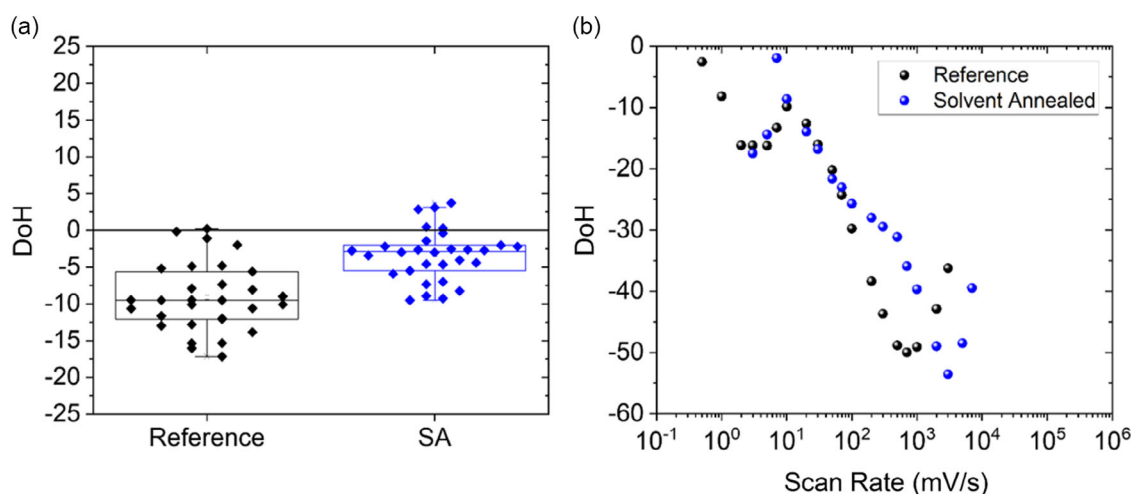 (a)
25
20
15
10
5
0
-5
-10
-15
-20
-25
DoH
Reference
SA
(b)
0
-10
-20
-30
-40
-50
-60
DoH
Reference
Solvent Annealed
10⁻¹ 10⁰ 10¹ 10² 10³ 10⁴ 10⁵ 10⁶
Scan Rate (mV/s)